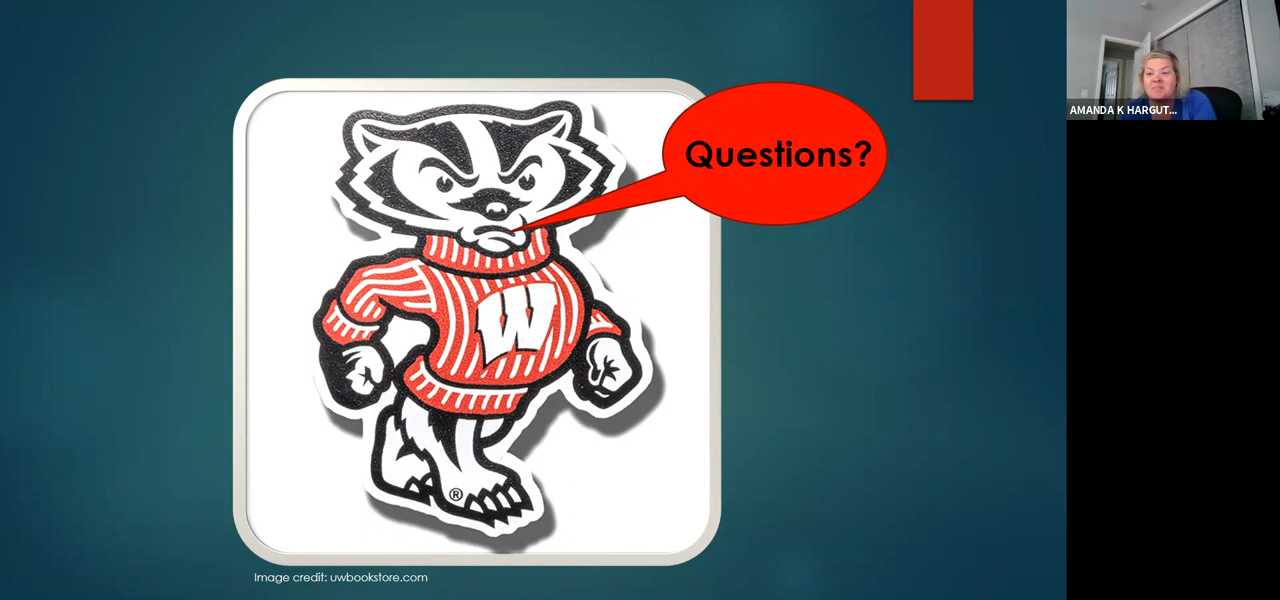 Questions?
AMANDA K HARGUT...
W
®
Image credit: uwbookstore.com